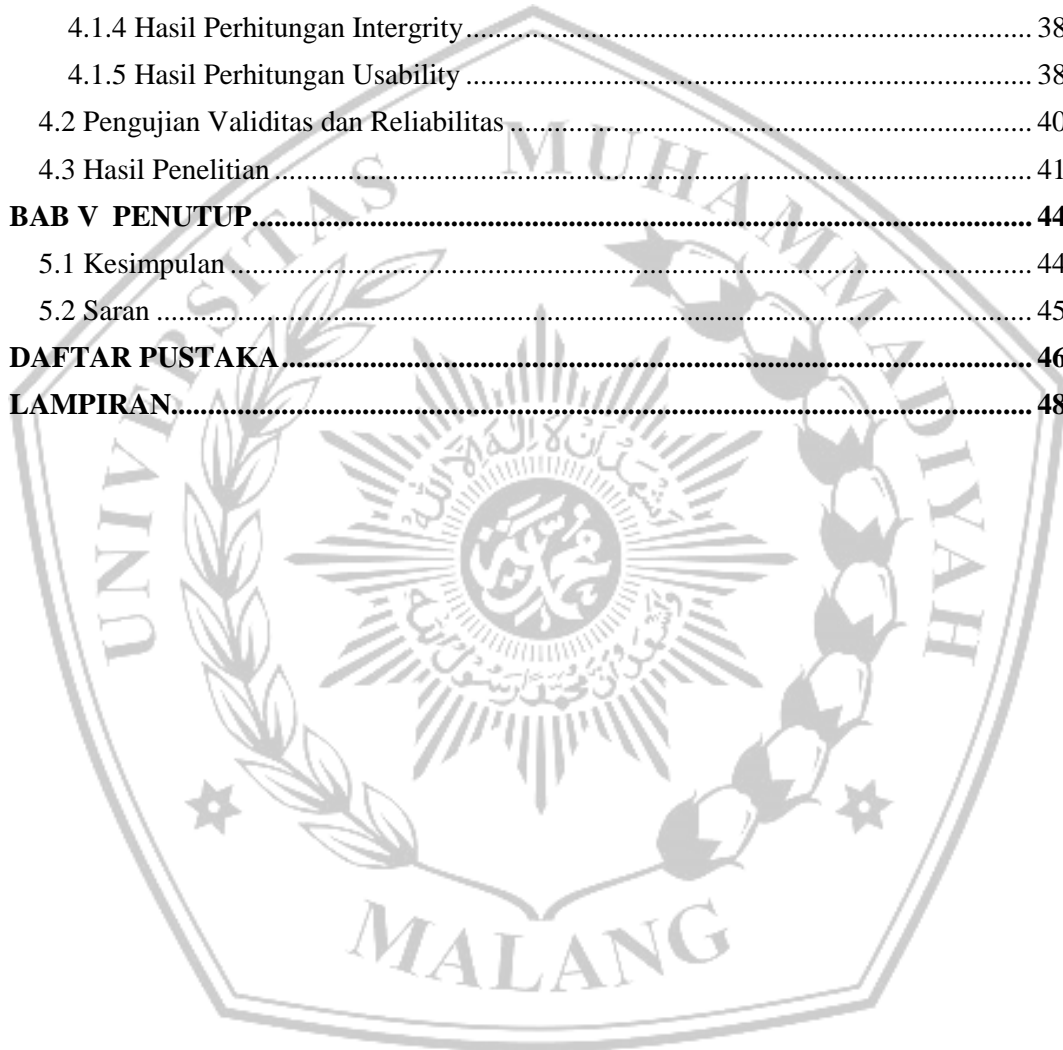 4.1.4 Hasil Perhitungan Intergrity.......................................................................................... 38
4.1.5 Hasil Perhitungan Usability.......................................................................................... 38
4.2 Pengujian Validitas dan Reliabilitas.......................................................................................... 40
4.3 Hasil Penelitian.......................................................................................... 41
BAB V PENUTUP.......................................................................................... 44
5.1 Kesimpulan.......................................................................................... 44
5.2 Saran.......................................................................................... 45
DAFTAR PUSTAKA.......................................................................................... 46
LAMPIRAN.......................................................................................... 48
UNIVERSITAS MUHAMMADIYAH
MALANG